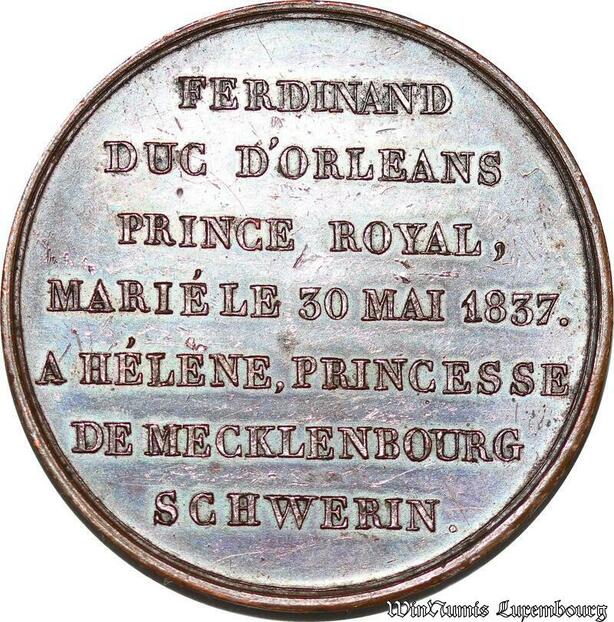 FERDINAND
DUC D'ORLEANS
PRINCE ROYAL,
MARIÉ LE 30 MAI 1837.
A HÉLÈNE, PRINCESSE
DE MECKLENBOURG
SCHWERIN.
WinNumis Luxembourg